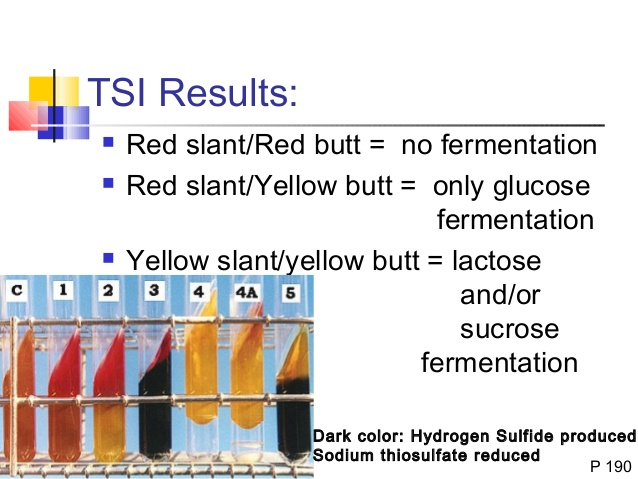 TSI Results:
Red slant/Red butt = no fermentation
Red slant/Yellow butt = only glucose
fermentation
Yellow slant/yellow butt = lactose
and/or
sucrose
fermentation
C 1 2 3 4 4A 5
Dark color: Hydrogen Sulfide produced
Sodium thiosulfate reduced
P 190